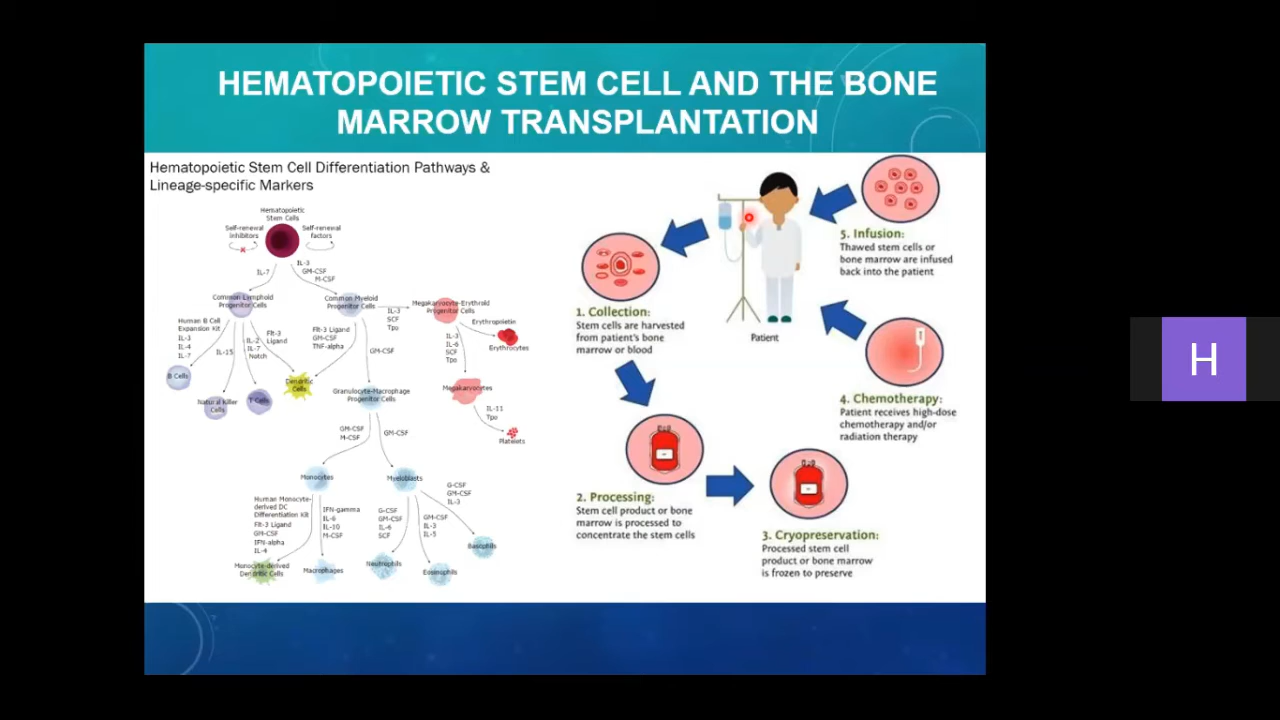 HEMATOPOIETIC STEM CELL AND THE BONE
MARROW TRANSPLANTATION
Hematopoietic Stem Cell Differentiation Pathways &
Lineage-specific Markers
Hematopoietic
Stem Cells
Self-renewal
inhibitors
Self-renewal
factors
IL-7
IL-3
GM-CSF
M-CSF
Common Lymphoid
Progenitor Cells
Common Myeloid
Progenitor Cells
IL-3
SCF
Tpo
Megakaryocyte-Erythroid
Progenitor Cells
Erythropoietin
Erythrocytes
Human B Cell
Expansion Kit
IL-3
IL-4
IL-7
IL-15
IL-2
IL-7
Notch
Flt-3
Ligand
Flt-3 Ligand
GM-CSF
TNF-alpha
GM-CSF
IL-3
IL-6
SCF
Tpo
B Cells
Natural Killer
Cells
T Cells
Dendritic
Cells
Granulocyte-Macrophage
Progenitor Cells
Megakaryocytes
IL-11
Tpo
Platelets
GM-CSF
M-CSF
GM-CSF
Monocytes
Myeloblasts
G-CSF
GM-CSF
IL-3
Human Monocyte-
derived DC
Differentiation Kit
Flt-3 Ligand
GM-CSF
IFN-alpha
IL-4
IFN-gamma
IL-6
IL-10
M-CSF
G-CSF
GM-CSF
IL-6
SCF
GM-CSF
IL-3
IL-5
Basophils
Monocyte-derived
Dendritic Cells
Macrophages
Neutrophils
Eosinophils
Patient
1. Collection:
Stem cells are harvested
from patient's bone
marrow or blood
2. Processing:
Stem cell product or bone
marrow is processed to
concentrate the stem cells
3. Cryopreservation:
Processed stem cell
product or bone marrow
is frozen to preserve
4. Chemotherapy:
Patient receives high-dose
chemotherapy and/or
radiation therapy
5. Infusion:
Thawed stem cells or
bone marrow are infused
back into the patient
H